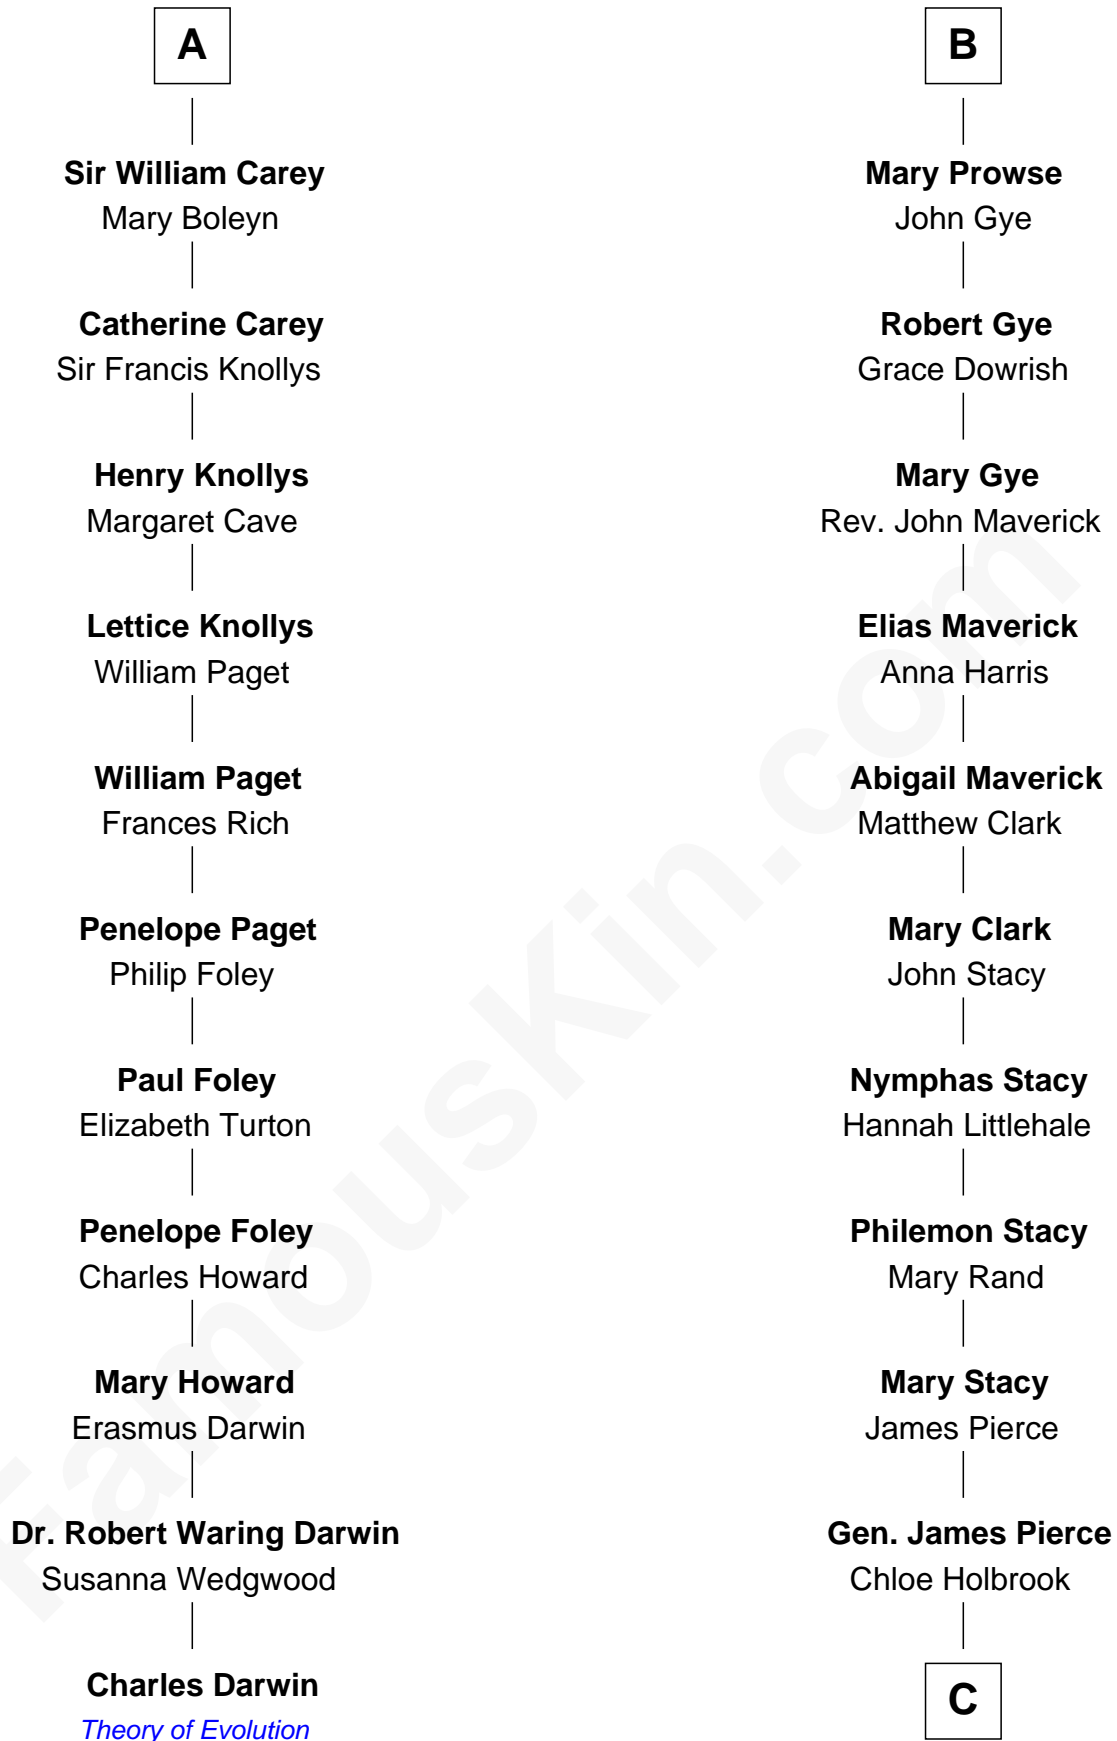 A
Sir William Carey
Mary Boleyn
Catherine Carey
Sir Francis Knollys
Henry Knollys
Margaret Cave
Lettice Knollys
William Paget
William Paget
Frances Rich
Penelope Paget
Philip Foley
Paul Foley
Elizabeth Turton
Penelope Foley
Charles Howard
Mary Howard
Erasmus Darwin
Dr. Robert Waring Darwin
Susanna Wedgwood
Charles Darwin
Theory of Evolution
B
Mary Prowse
John Gye
Robert Gye
Grace Dowrish
Mary Gye
Rev. John Maverick
Elias Maverick
Anna Harris
Abigail Maverick
Matthew Clark
Mary Clark
John Stacy
Nymphas Stacy
Hannah Littlehale
Philemon Stacy
Mary Rand
Mary Stacy
James Pierce
Gen. James Pierce
Chloe Holbrook
C
FamousKin.com